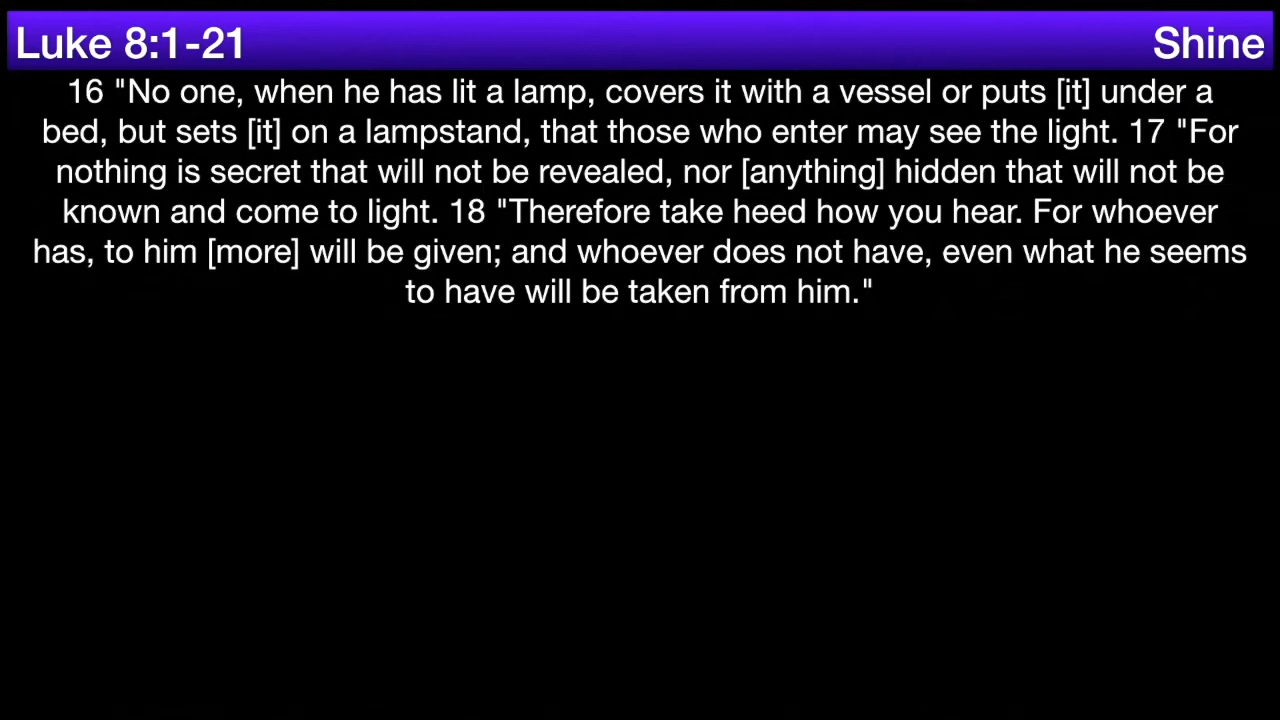 Luke 8:1-21 Shine
16 "No one, when he has lit a lamp, covers it with a vessel or puts [it] under a
bed, but sets [it] on a lampstand, that those who enter may see the light. 17 "For
nothing is secret that will not be revealed, nor [anything] hidden that will not be
known and come to light. 18 "Therefore take heed how you hear. For whoever
has, to him [more] will be given; and whoever does not have, even what he seems
to have will be taken from him."